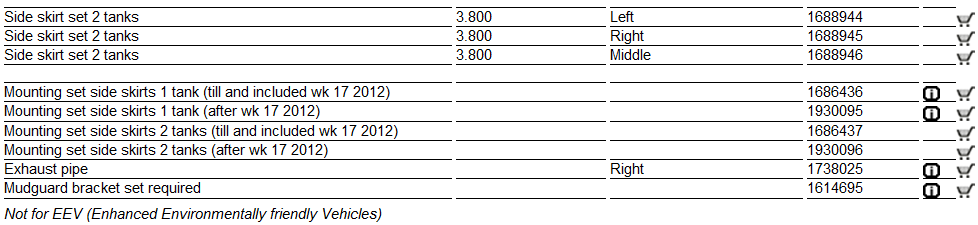 Side skirt set 2 tanks 3.800 Left 1688944
Side skirt set 2 tanks 3.800 Right 1688945
Side skirt set 2 tanks 3.800 Middle 1688946
Mounting set side skirts 1 tank (till and included wk 17 2012) 1686436
Mounting set side skirts 1 tank (after wk 17 2012) 1930095
Mounting set side skirts 2 tanks (till and included wk 17 2012) 1686437
Mounting set side skirts 2 tanks (after wk 17 2012) 1930096
Exhaust pipe Right 1738025
Mudguard bracket set required 1614695
Not for EEV (Enhanced Environmentally friendly Vehicles)